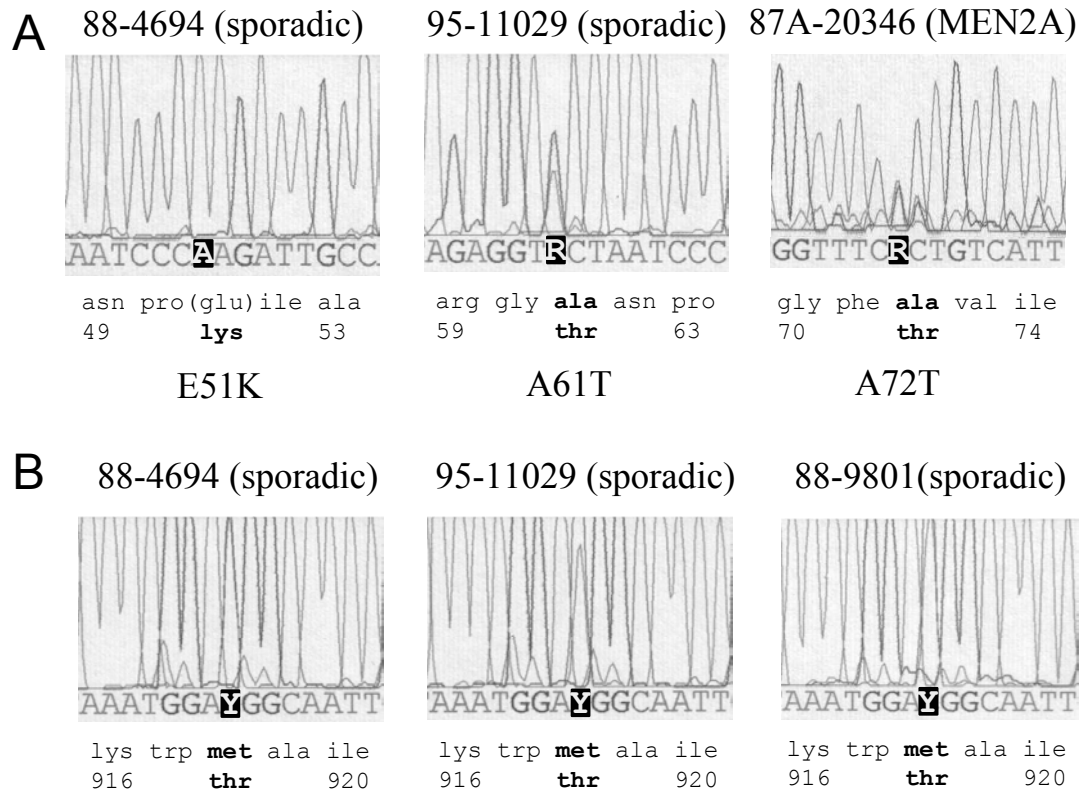 A
88-4694 (sporadic) 95-11029 (sporadic) 87A-20346 (MEN2A)
AATCCCAAGATTGCC AGAGGTRCTAATCCC GGTTTCRCTGTCATT
asn pro(glu)ile ala arg gly ala asn pro gly phe ala val ile
49 lys 53 59 thr 63 70 thr 74
E51K A61T A72T
B
88-4694 (sporadic) 95-11029 (sporadic) 88-9801(sporadic)
AAATGGAYGGCAATT AAATGGAYGGCAATT AAATGGAYGGCAATT
lys trp met ala ile lys trp met ala ile lys trp met ala ile
916 thr 920 916 thr 920 916 thr 920